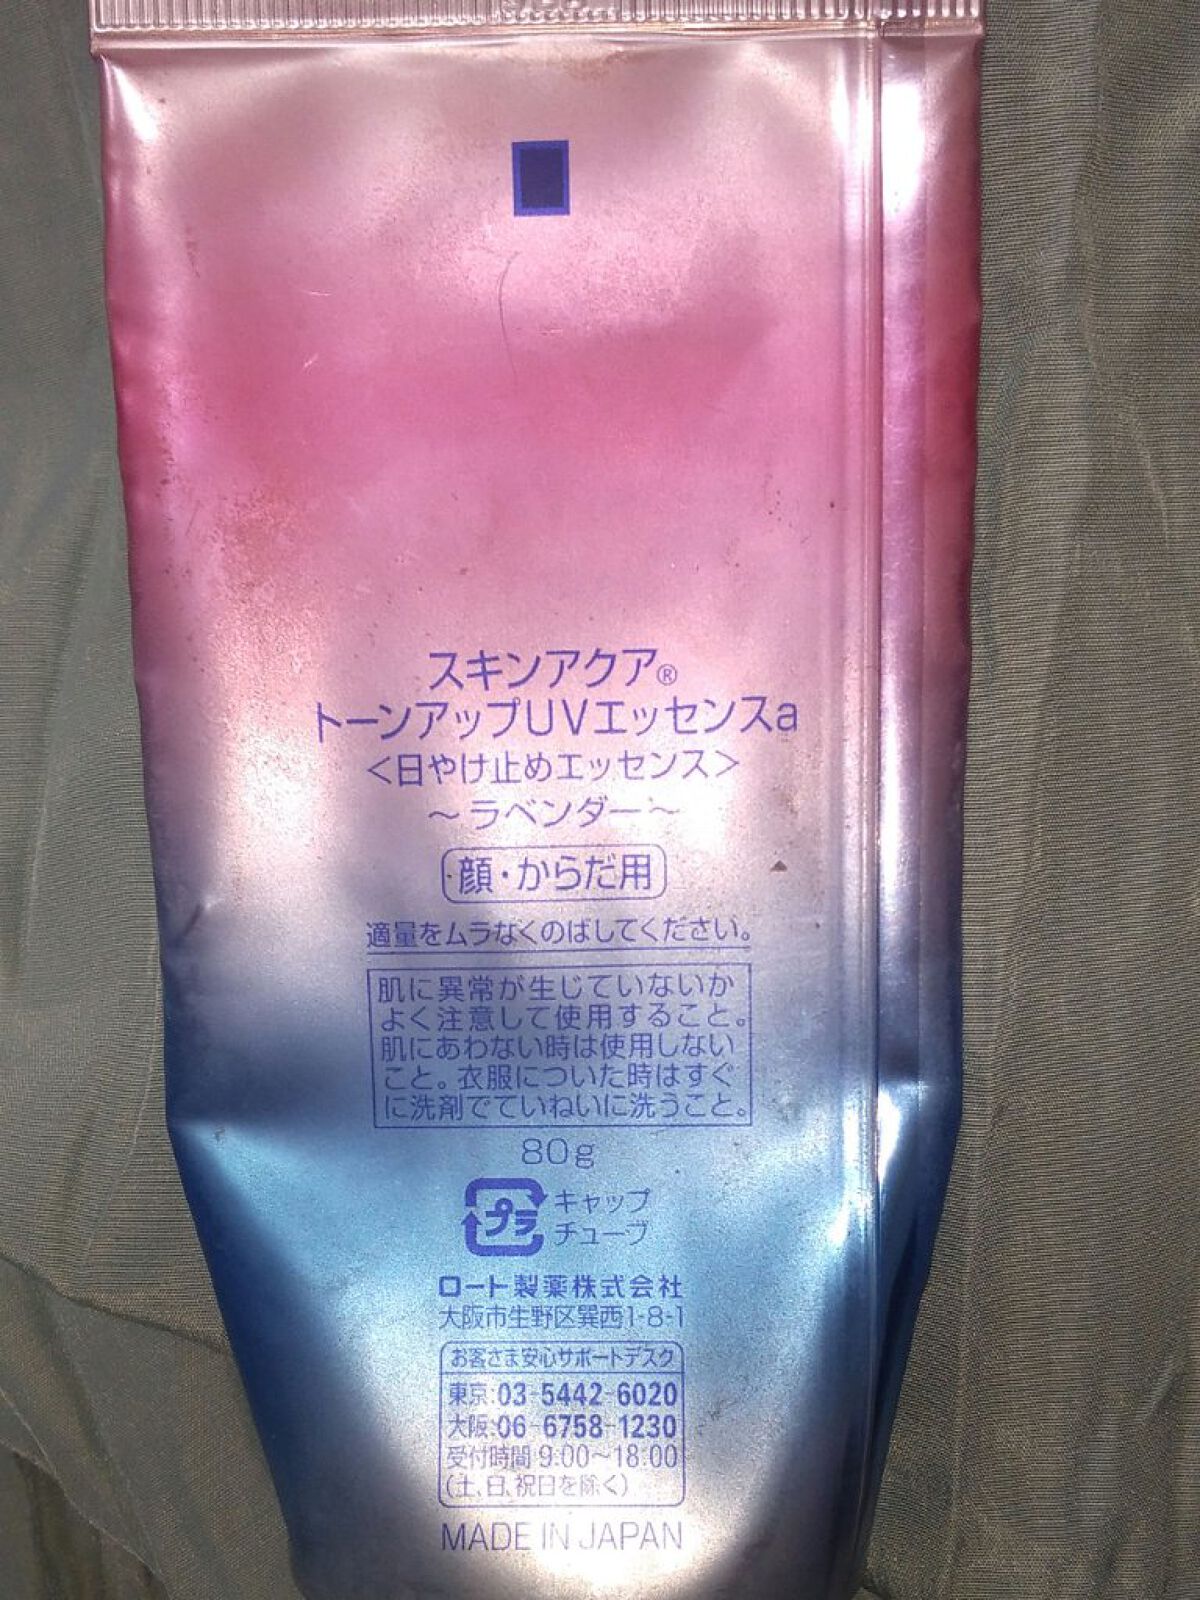 スキンアクア®
トーンアップUVエッセンスa
＜日やけ止めエッセンス＞
～ラベンダー～
顔・からだ用
適量をムラなくのばしてください。
肌に異常が生じていないか
よく注意して使用すること。
肌にあわない時は使用しない
こと。衣服についた時はすぐ
に洗剤でていねいに洗うこと。
80g
プラ
キャップ
チューブ
ロート製薬株式会社
大阪市生野区巽西1-8-1
お客さま安心サポートデスク
東京:03-5442-6020
大阪:06-6758-1230
受付時間 9:00～18:00
(土、日、祝日を除く)
MADE IN JAPAN